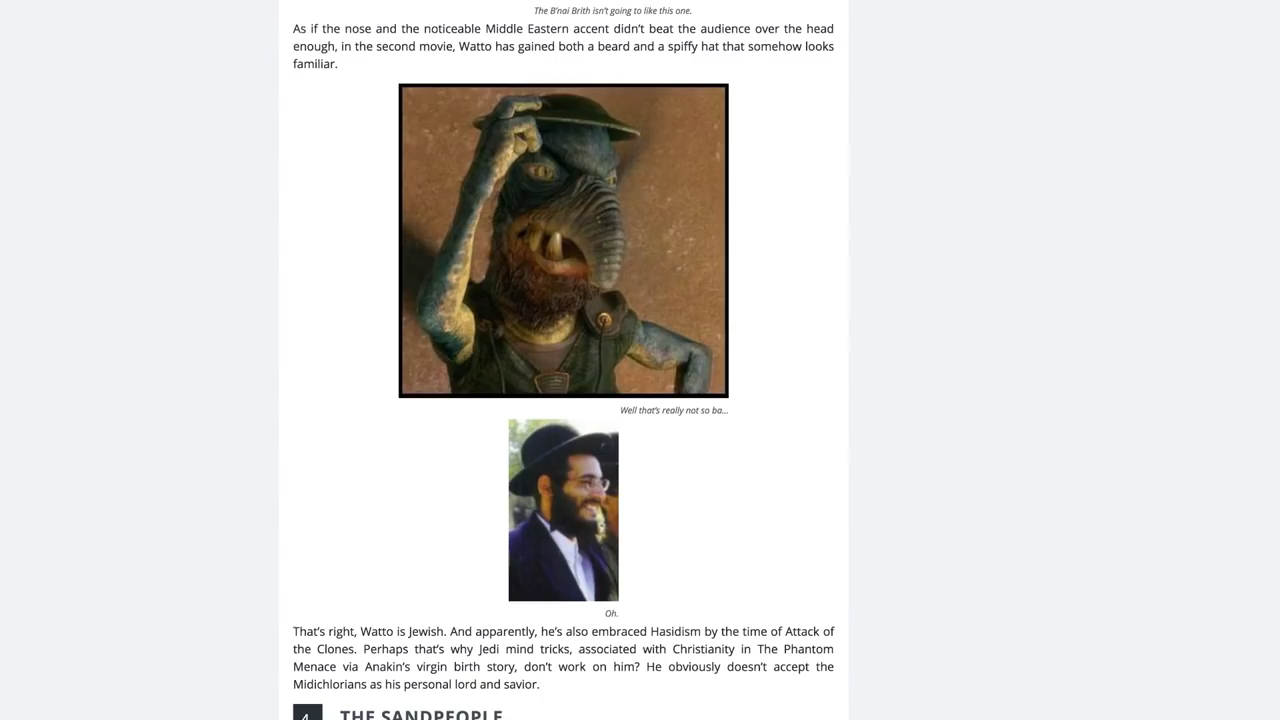 The B'nai Brith isn't going to like this one.
As if the nose and the noticeable Middle Eastern accent didn't beat the audience over the head
enough, in the second movie, Watto has gained both a beard and a spiffy hat that somehow looks
familiar.
Well that's really not so ba...
Oh.
That's right, Watto is Jewish. And apparently, he's also embraced Hasidism by the time of Attack of
the Clones. Perhaps that's why Jedi mind tricks, associated with Christianity in The Phantom
Menace via Anakin's virgin birth story, don't work on him? He obviously doesn't accept the
Midichlorians as his personal lord and savior.
4 THE SANDPEOPLE